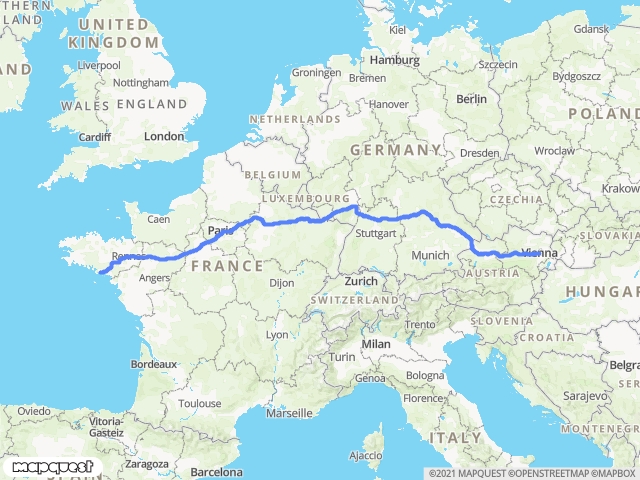 UNITED
KINGDOM
Liverpool
Nottingham
WALES
ENGLAND
Cardiff
London
Kiel
Hamburg
Gdansk
Szczecin
Groningen
Bremen
Bydgoszcz
Hanover
Berlin
NETHERLANDS
POLAND
GERMANY
Dresden
Wroclaw
BELGIUM
LUXEMBOURG
CZECHIA
Krakow
Caen
Paris
Stuttgart
SLOVAKIA
Rennes
Munich
Vienna
Angers
FRANCE
AUSTRIA
Dijon
Zurich
HUNGAR
SWITZERLAND
Lyon
Trento
SLOVENIA
CROATIA
Milan
Turin
Bordeaux
Genoa
Bologna
Belgra
Toulouse
Florence
Sarajevo
Oviedo
Marseille
Vitoria-
Gasteiz
MONTENEG
ITALY
Zaragoza
Barcelona
Ajaccio
mapquest
©2021 MAPQUEST ©OPENSTREETMAP ©MAPBOX